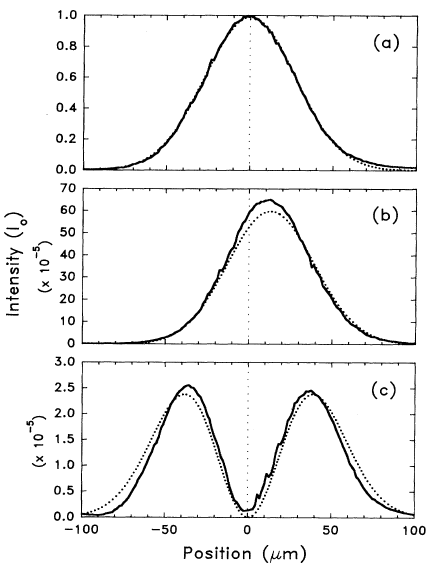 1.0
0.8
0.6
0.4
0.2
0.0
(a)
70
60
50
40
30
20
10
0
(b)
Intensity (I₀)
(x 10⁻⁵)
3.0
2.5
2.0
1.5
1.0
0.5
0.0
(c)
(x 10⁻⁵)
−100 −50 0 50 100
Position (μm)